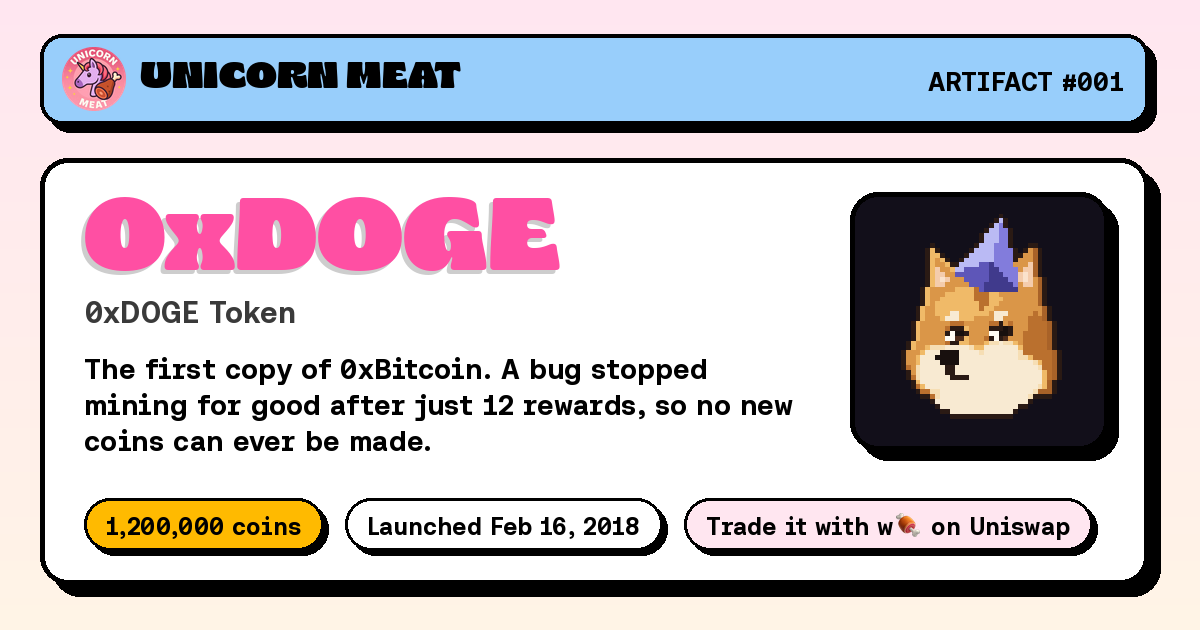 UNICORN
MEAT
UNICORN MEAT
ARTIFACT #001
0xDOGE
0xDOGE Token
The first copy of 0xBitcoin. A bug stopped
mining for good after just 12 rewards, so no new
coins can ever be made.
1,200,000 coins
Launched Feb 16, 2018
Trade it with w🍖 on Uniswap